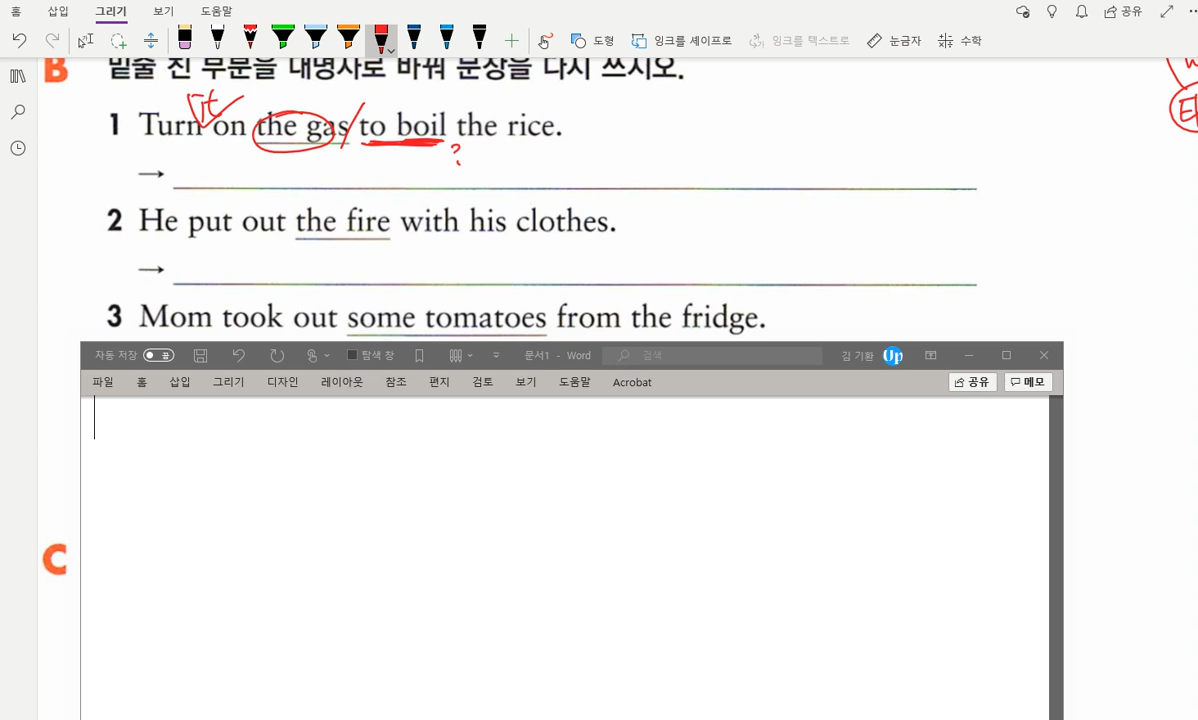 홈 삽입 그리기 보기 도움말 공유
도형 잉크를 셰이프로 잉크를 텍스트로 눈금자 수학
B 밑줄 친 부분을 대명사로 바꿔 문장을 다시 쓰시오.
it
1 Turn on the gas / to boil the rice.
?
→
2 He put out the fire with his clothes.
→
3 Mom took out some tomatoes from the fridge.
자동 저장 끔 탐색 창 문서1 - Word 검색 김 기환 Up
파일 홈 삽입 그리기 디자인 레이아웃 참조 편지 검토 보기 도움말 Acrobat 공유 메모
C